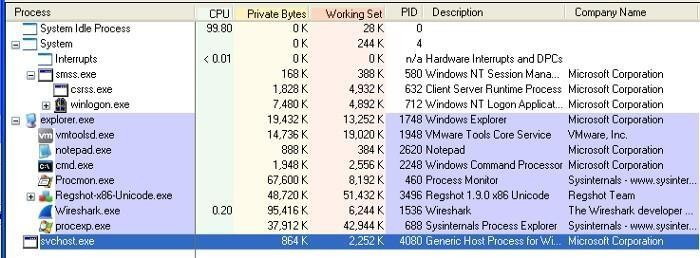 Process CPU Private Bytes Working Set PID Description Company Name
System Idle Process 99.80 0 K 28 K 0
System 0 K 244 K 4
Interrupts < 0.01 0 K 0 K n/a Hardware Interrupts and DPCs
smss.exe 168 K 388 K 580 Windows NT Session Mana... Microsoft Corporation
csrss.exe 1,828 K 4,932 K 632 Client Server Runtime Process Microsoft Corporation
winlogon.exe 7,480 K 4,892 K 712 Windows NT Logon Applicat... Microsoft Corporation
explorer.exe 19,432 K 13,252 K 1748 Windows Explorer Microsoft Corporation
vm vmtoolsd.exe 14,736 K 19,020 K 1948 VMware Tools Core Service VMware, Inc.
notepad.exe 888 K 384 K 2620 Notepad Microsoft Corporation
cmd.exe 1,948 K 2,556 K 2248 Windows Command Processor Microsoft Corporation
Procmon.exe 67,600 K 8,192 K 460 Process Monitor Sysinternals - www.sysinter...
Regshot-x86-Unicode.exe 48,720 K 51,432 K 3496 Regshot 1.9.0 x86 Unicode Regshot Team
Wireshark.exe 0.20 95,416 K 6,244 K 1536 Wireshark The Wireshark developer ...
procexp.exe 37,912 K 42,944 K 688 Sysinternals Process Explorer Sysinternals - www.sysinter...
svchost.exe 864 K 2,252 K 4080 Generic Host Process for Wi... Microsoft Corporation